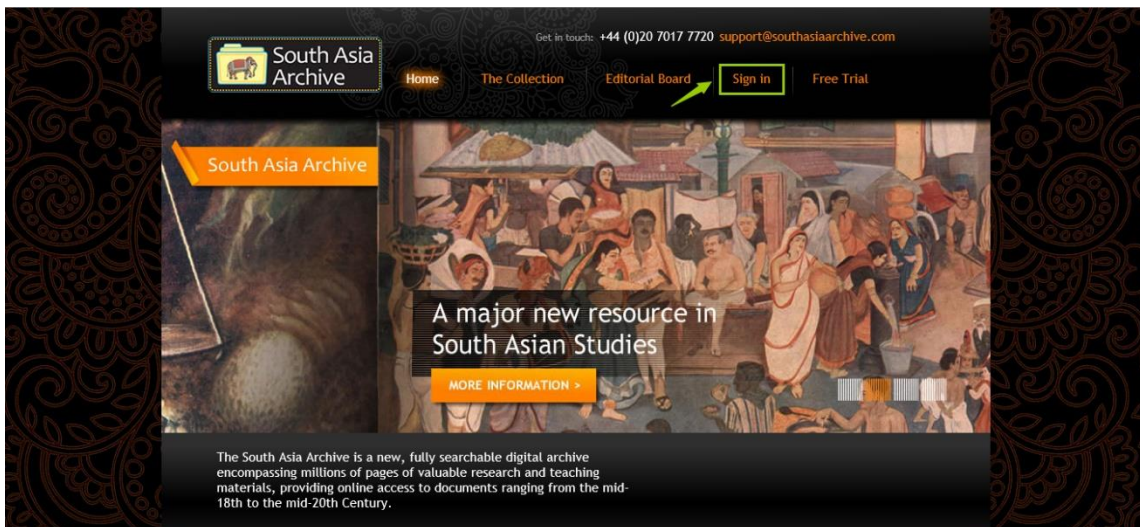 Get in touch: +44 (0)20 7017 7720 support@southasiaarchive.com
South Asia
Archive
Home The Collection Editorial Board Sign in Free Trial
South Asia Archive
A major new resource in
South Asian Studies
MORE INFORMATION >
The South Asia Archive is a new, fully searchable digital archive
encompassing millions of pages of valuable research and teaching
materials, providing online access to documents ranging from the mid-
18th to the mid-20th Century.